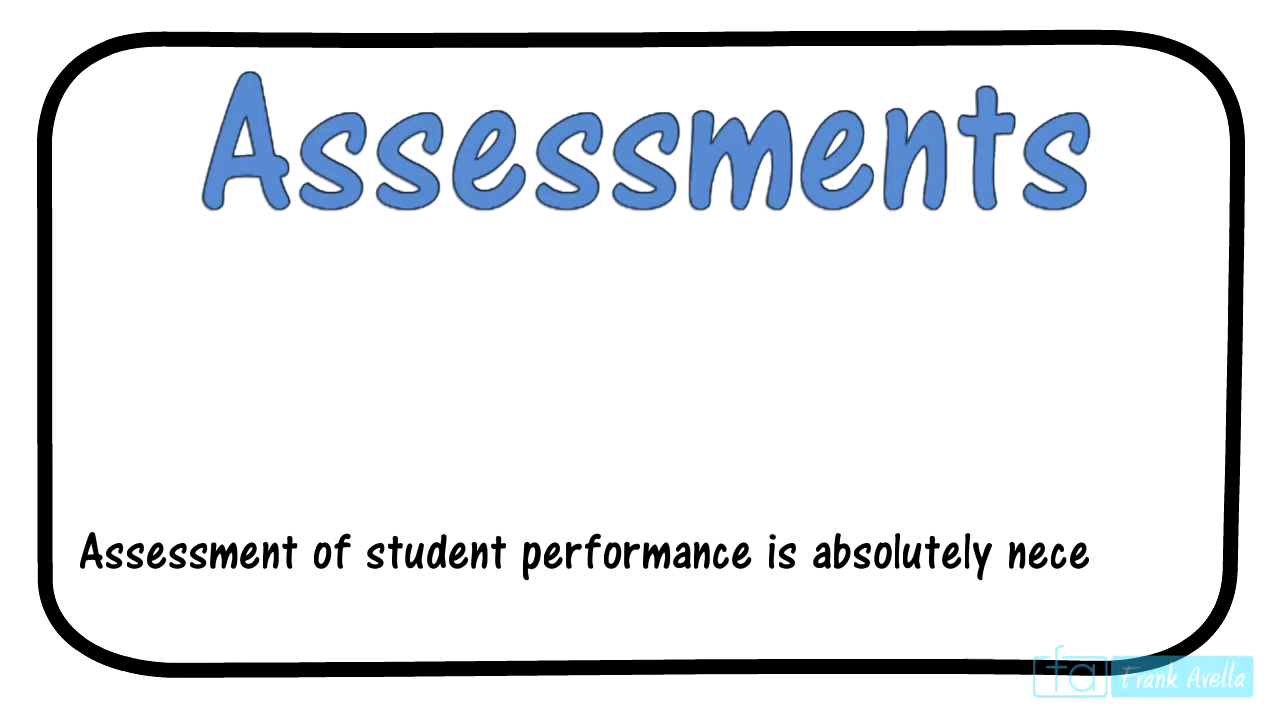 Assessments
Assessment of student performance is absolutely nece
fa Frank Avella